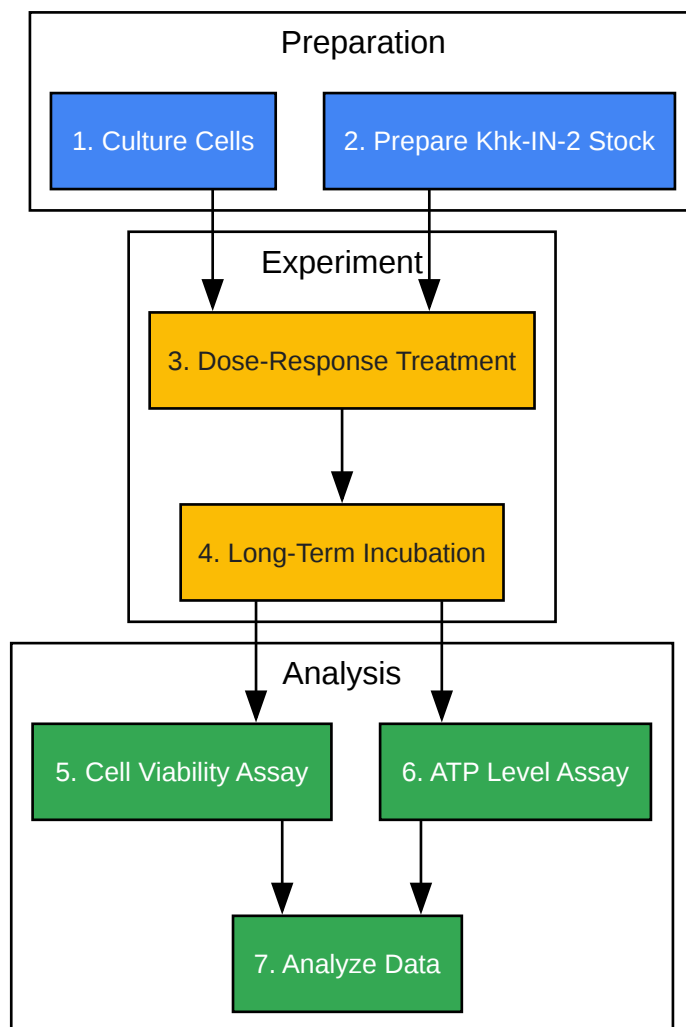 Preparation
1. Culture Cells
2. Prepare Khk-IN-2 Stock
Experiment
3. Dose-Response Treatment
4. Long-Term Incubation
Analysis
5. Cell Viability Assay
6. ATP Level Assay
7. Analyze Data